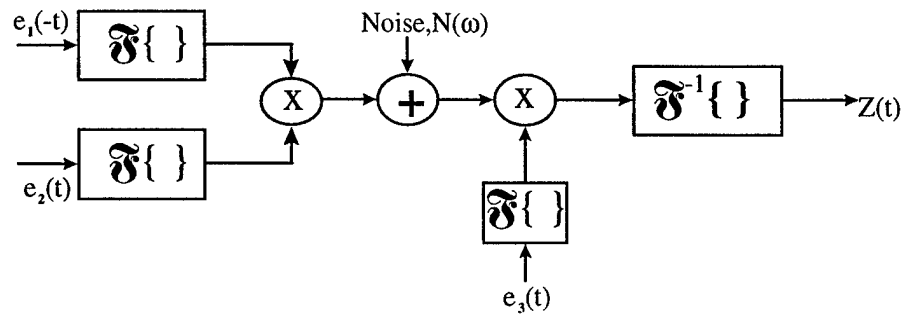 e₁(-t)
𝕱{ }
Noise,N(ω)
X
+
X
𝕱⁻¹{ }
Z(t)
𝕱{ }
e₂(t)
𝕱{ }
e₃(t)